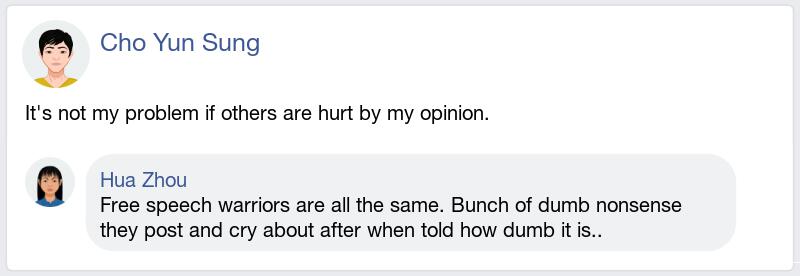 Cho Yun Sung
It's not my problem if others are hurt by my opinion.
Hua Zhou
Free speech warriors are all the same. Bunch of dumb nonsense
they post and cry about after when told how dumb it is..